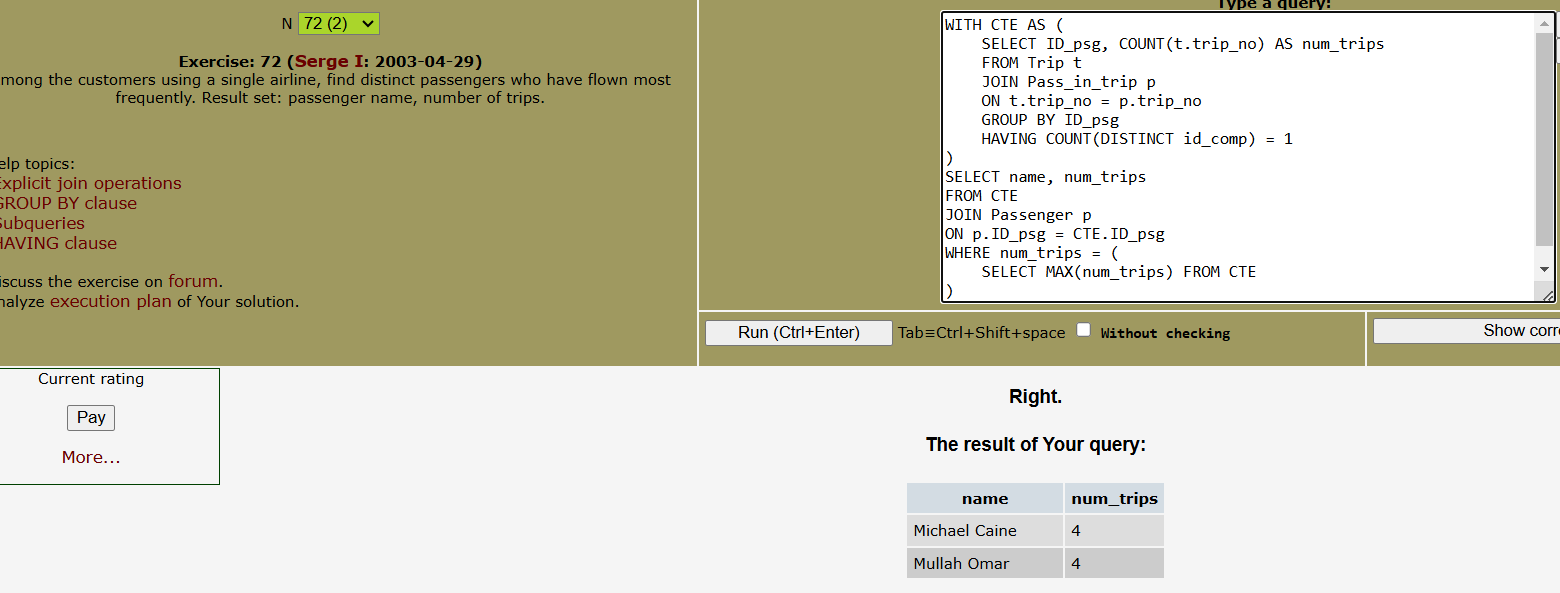 N 72 (2)
Exercise: 72 (Serge I: 2003-04-29)
mong the customers using a single airline, find distinct passengers who have flown most
frequently. Result set: passenger name, number of trips.
elp topics:
Explicit join operations
GROUP BY clause
Subqueries
HAVING clause
iscuss the exercise on forum.
nalyze execution plan of Your solution.
Type a query:
WITH CTE AS (
SELECT ID_psg, COUNT(t.trip_no) AS num_trips
FROM Trip t
JOIN Pass_in_trip p
ON t.trip_no = p.trip_no
GROUP BY ID_psg
HAVING COUNT(DISTINCT id_comp) = 1
)
SELECT name, num_trips
FROM CTE
JOIN Passenger p
ON p.ID_psg = CTE.ID_psg
WHERE num_trips = (
SELECT MAX(num_trips) FROM CTE
)
Run (Ctrl+Enter) Tab≡Ctrl+Shift+space Without checking
Show corre
Current rating
Pay
More...
Right.
The result of Your query:
name num_trips
Michael Caine 4
Mullah Omar 4